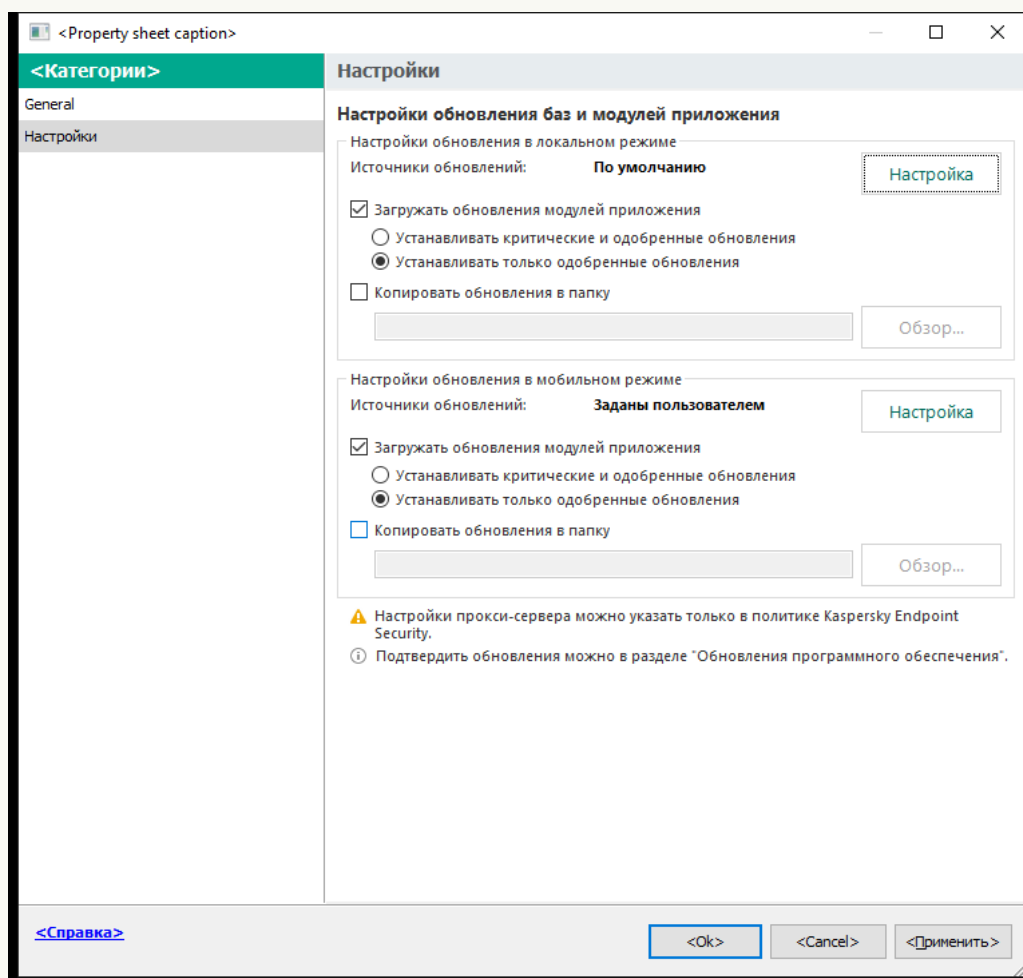 <Property sheet caption>
<Категории>
General
Настройки
Настройки
Настройки обновления баз и модулей приложения
Настройки обновления в локальном режиме
Источники обновлений: По умолчанию
Настройка
Загружать обновления модулей приложения
Устанавливать критические и одобренные обновления
Устанавливать только одобренные обновления
Копировать обновления в папку
Обзор...
Настройки обновления в мобильном режиме
Источники обновлений: Заданы пользователем
Настройка
Загружать обновления модулей приложения
Устанавливать критические и одобренные обновления
Устанавливать только одобренные обновления
Копировать обновления в папку
Обзор...
Настройки прокси-сервера можно указать только в политике Kaspersky Endpoint
Security.
Подтвердить обновления можно в разделе "Обновления программного обеспечения".
<Справка>
<Ok> <Cancel> <Применить>